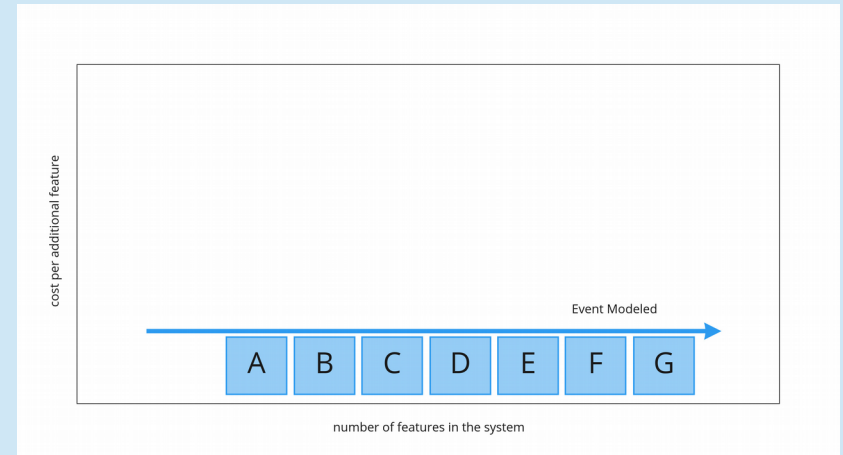 cost per additional feature
Event Modeled
A B C D E F G
number of features in the system